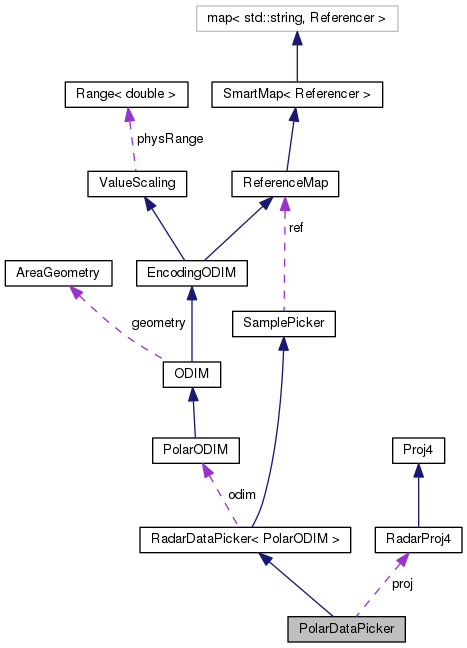 map< std::string, Referencer >
Range< double >
SmartMap< Referencer >
physRange
ValueScaling
ReferenceMap
ref
AreaGeometry
EncodingODIM
geometry
SamplePicker
ODIM
PolarODIM
Proj4
odim
RadarDataPicker< PolarODIM >
RadarProj4
proj
PolarDataPicker